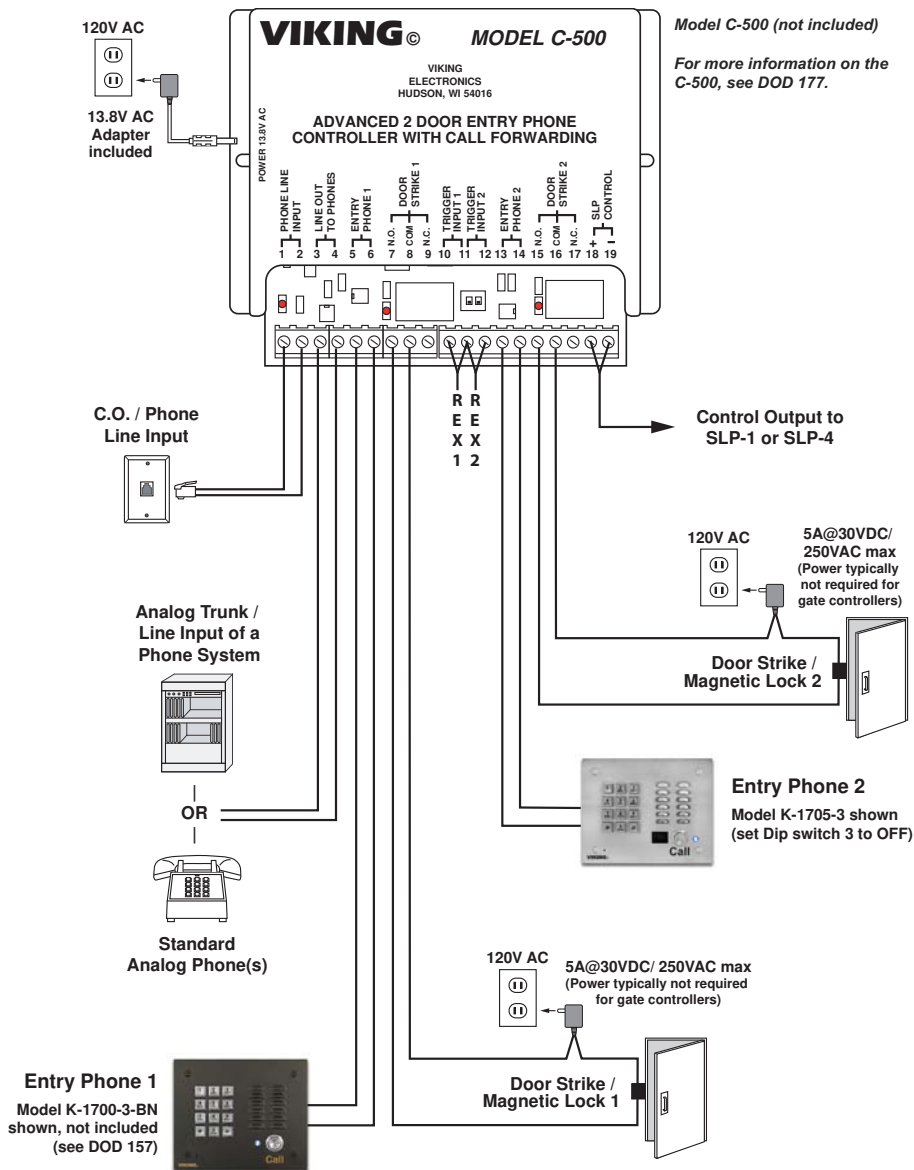 120V AC
13.8V AC
Adapter
included
VIKING© MODEL C-500
VIKING
ELECTRONICS
HUDSON, WI 54016
ADVANCED 2 DOOR ENTRY PHONE
CONTROLLER WITH CALL FORWARDING
POWER 13.8V AC
PHONE LINE
INPUT
LINE OUT
TO PHONES
ENTRY
PHONE 1
DOOR
STRIKE 1
N.O.
COM
N.C.
TRIGGER
INPUT 1
TRIGGER
INPUT 2
ENTRY
PHONE 2
DOOR
STRIKE 2
N.O.
COM
N.C.
SLP
CONTROL
+ -
1 2 3 4 5 6 7 8 9 10 11 12 13 14 15 16 17 18 19
Model C-500 (not included)
For more information on the
C-500, see DOD 177.
REX 1
REX 2
Control Output to
SLP-1 or SLP-4
C.O. / Phone
Line Input
120V AC
5A@30VDC/
250VAC max
(Power typically
not required for
gate controllers)
Door Strike /
Magnetic Lock 2
Analog Trunk /
Line Input of a
Phone System
OR
Standard
Analog Phone(s)
Entry Phone 2
Model K-1705-3 shown
(set Dip switch 3 to OFF)
Call
VIKING
120V AC
5A@30VDC/ 250VAC max
(Power typically not required
for gate controllers)
Door Strike /
Magnetic Lock 1
Entry Phone 1
Model K-1700-3-BN
shown, not included
(see DOD 157)
Call
VIKING